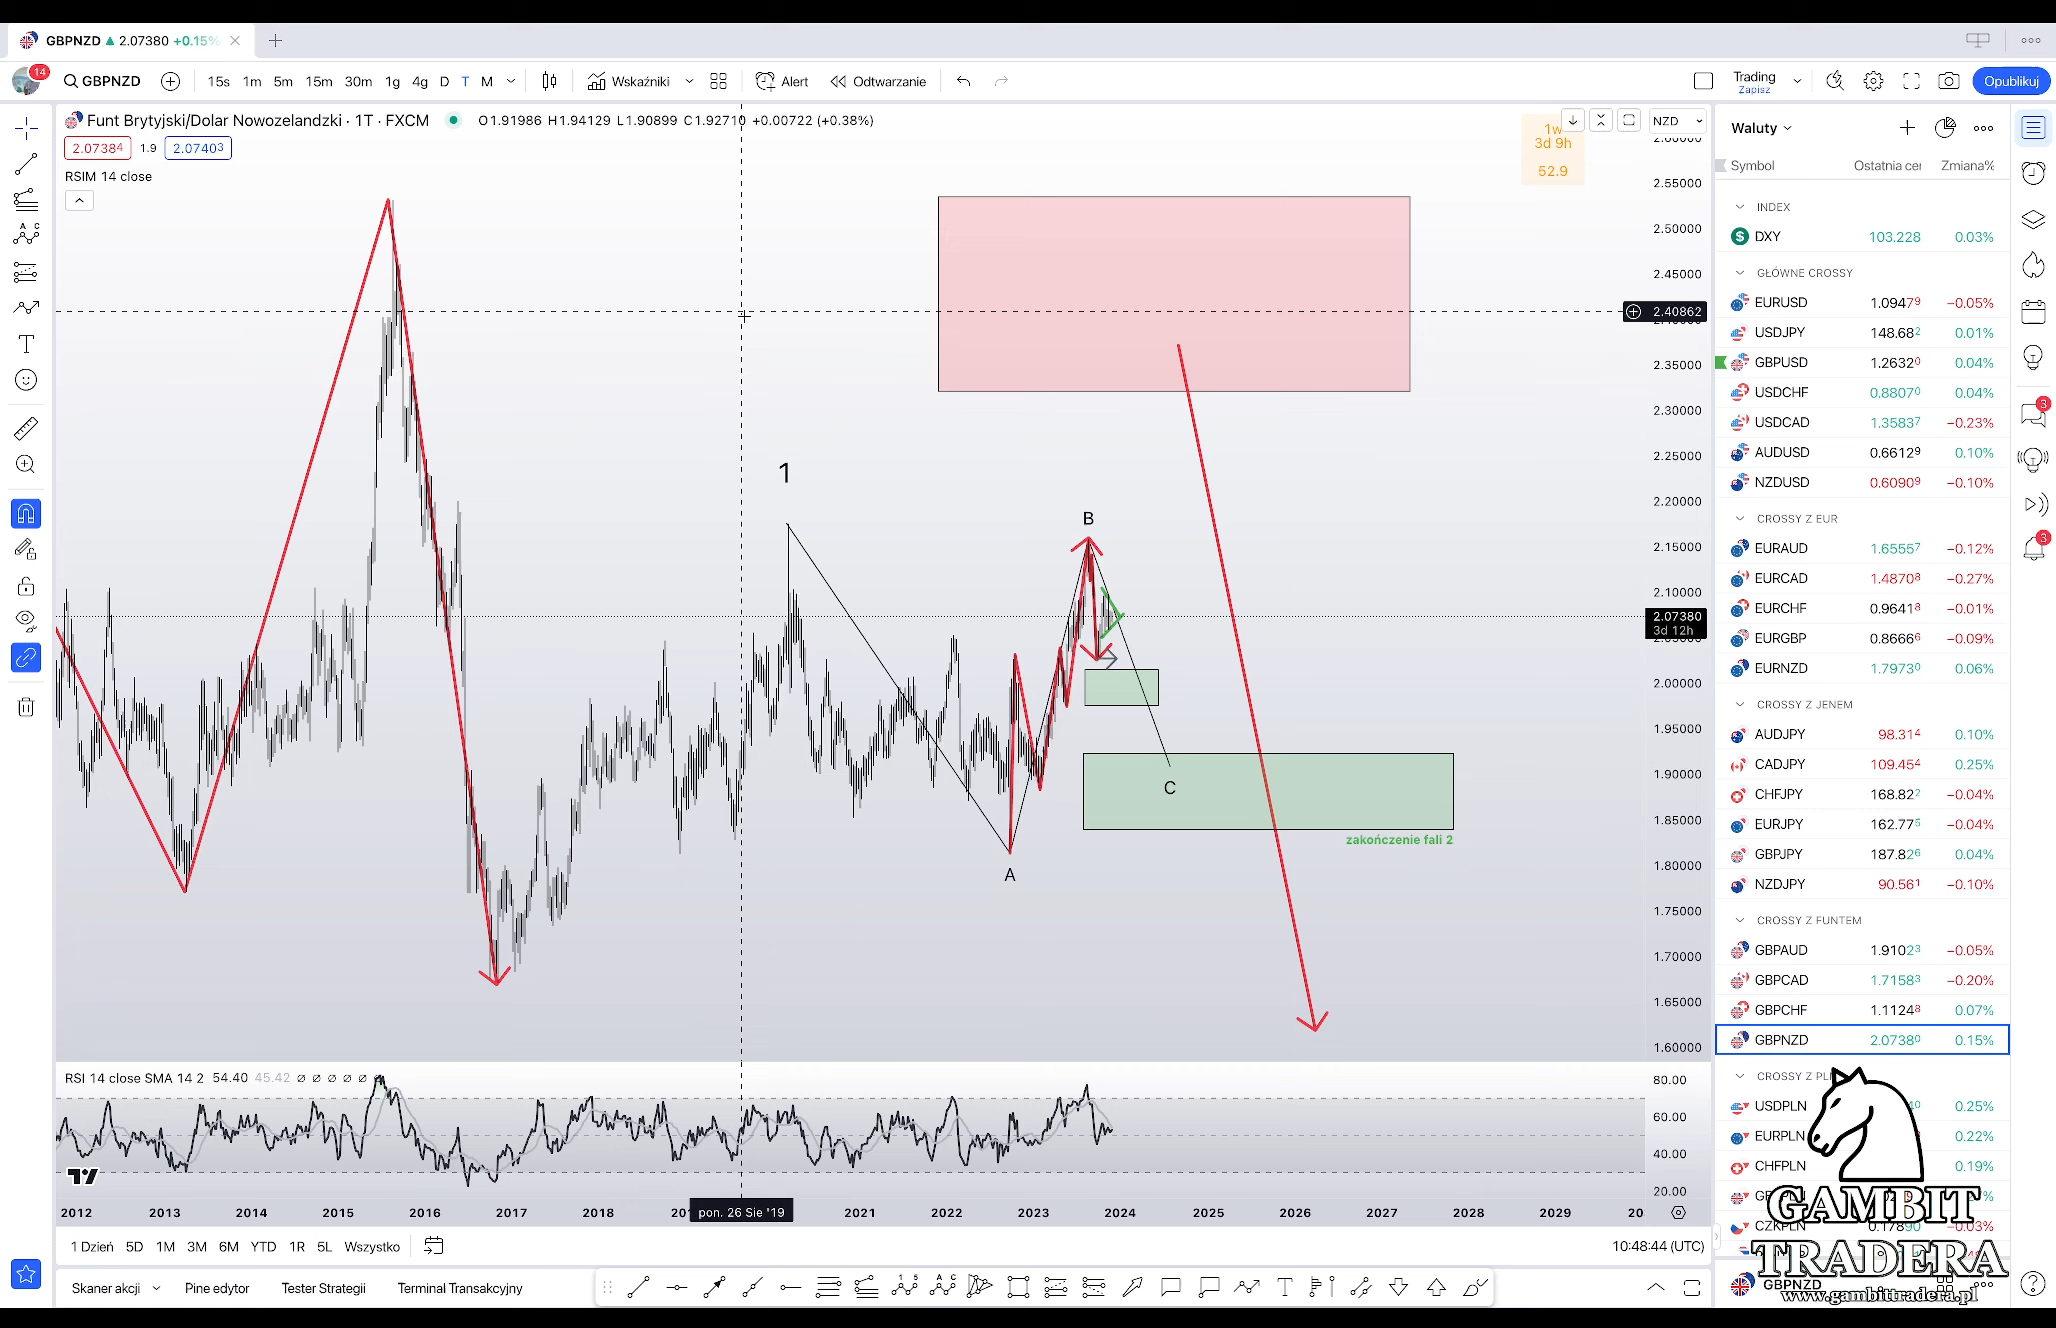 GBPNZD 2.07380 +0.15%
14
GBPNZD 15s 1m 5m 15m 30m 1g 4g D T M Wskaźniki Alert Odtwarzanie
Trading
Zapisz
Opublikuj
Funt Brytyjski/Dolar Nowozelandzki · 1T · FXCM O1.91986 H1.94129 L1.90899 C1.92710 +0.00722 (+0.38%)
2.07384 1.9 2.07403
RSIM 14 close
1w
3d 9h
52.9
NZD
2.55000
2.50000
2.45000
2.40862
2.35000
2.30000
2.25000
2.20000
2.15000
2.10000
2.07380
3d 12h
2.00000
1.95000
1.90000
1.85000
1.80000
1.75000
1.70000
1.65000
1.60000
1
B
C
A
zakończenie fali 2
RSI 14 close SMA 14 2 54.40 45.42 ∅ ∅ ∅ ∅ ∅ ∅
80.00
60.00
40.00
20.00
2012 2013 2014 2015 2016 2017 2018 pon. 26 Sie '19 2021 2022 2023 2024 2025 2026 2027 2028 2029 20
1 Dzień 5D 1M 3M 6M YTD 1R 5L Wszystko
10:48:44 (UTC)
Skaner akcji Pine edytor Tester Strategii Terminal Transakcyjny
Waluty
Symbol Ostatnia cen Zmiana%
INDEX
DXY 103.228 0.03%
GŁÓWNE CROSSY
EURUSD 1.09479 −0.05%
USDJPY 148.682 0.01%
GBPUSD 1.26320 0.04%
USDCHF 0.88070 0.04%
USDCAD 1.35837 −0.23%
AUDUSD 0.66129 0.10%
NZDUSD 0.60909 −0.10%
CROSSY Z EUR
EURAUD 1.65557 −0.12%
EURCAD 1.48708 −0.27%
EURCHF 0.96418 −0.01%
EURGBP 0.86666 −0.09%
EURNZD 1.79730 0.06%
CROSSY Z JENEM
AUDJPY 98.314 0.10%
CADJPY 109.454 0.25%
CHFJPY 168.822 −0.04%
EURJPY 162.775 −0.04%
GBPJPY 187.826 0.04%
NZDJPY 90.561 −0.10%
CROSSY Z FUNTEM
GBPAUD 1.91023 −0.05%
GBPCAD 1.71583 −0.20%
GBPCHF 1.11248 0.07%
GBPNZD 2.07380 0.15%
CROSSY Z PLN
USDPLN 0.25%
EURPLN 0.22%
CHFPLN 0.19%
CZKPLN 0.17890 −0.03%
GBPNZD
GAMBIT
TRADERA
www.gambittradera.pl
3
3